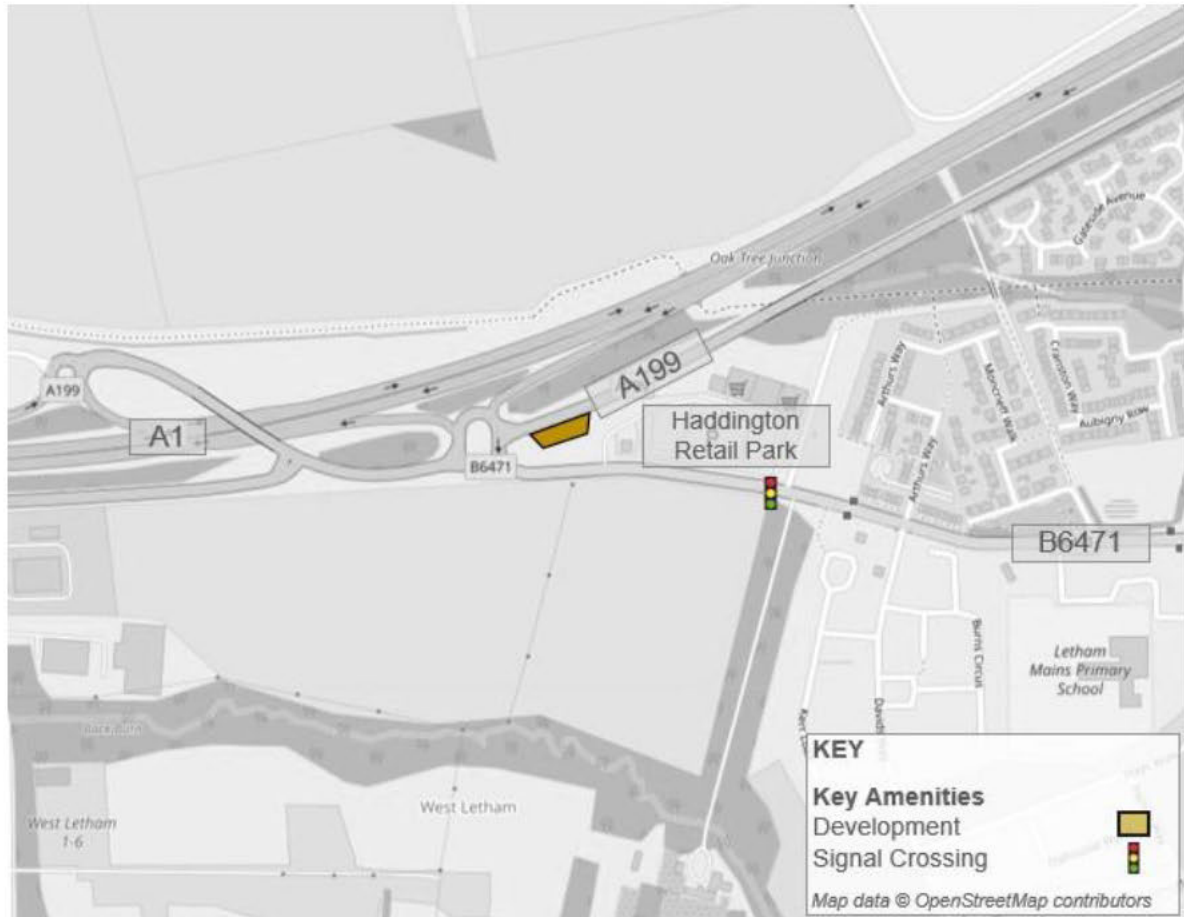 Oak Tree Junction
Gateside Avenue
A199
A199
A1
B6471
Haddington
Retail Park
Arthurs Way
Arthurs Way
Moncrieff Walk
Cranston Way
Aubigny Row
B6471
Burns Circus
Letham
Mains Primary
School
West Letham
West Letham
1-6
KEY
Key Amenities
Development
Signal Crossing
Map data © OpenStreetMap contributors